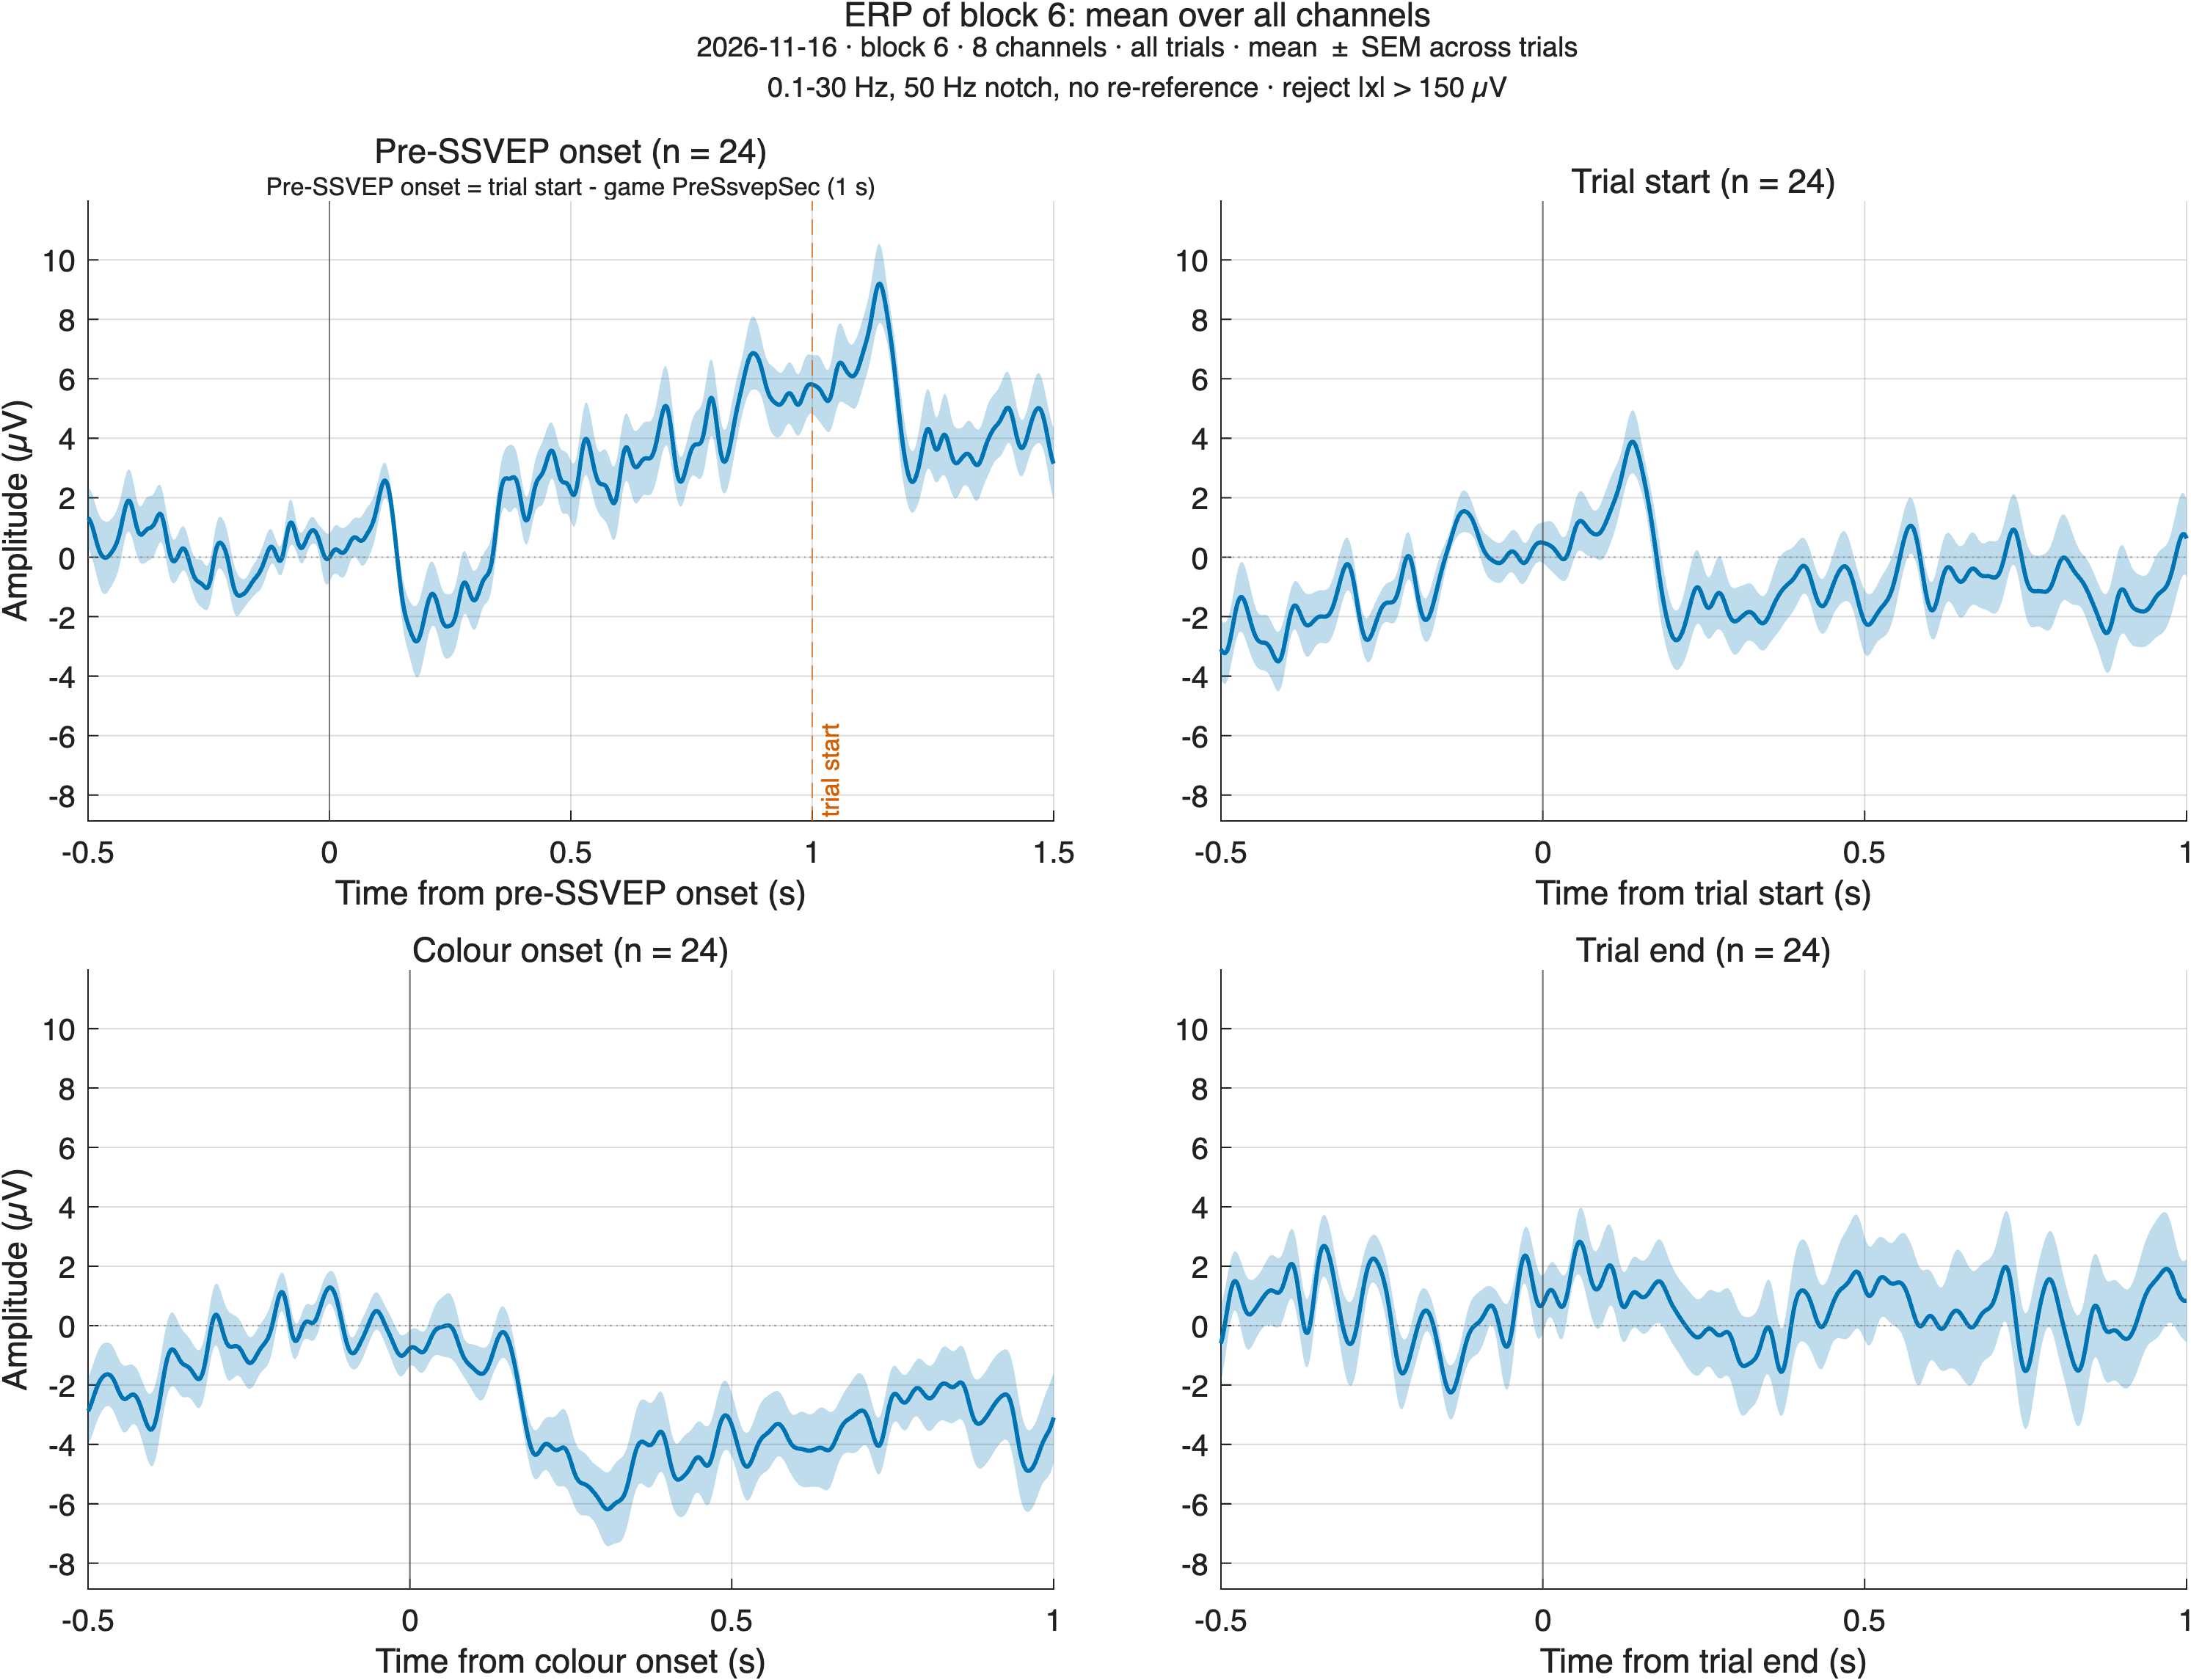 ERP of block 6: mean over all channels
2026-11-16 · block 6 · 8 channels · all trials · mean ± SEM across trials
0.1-30 Hz, 50 Hz notch, no re-reference · reject |x| > 150 µV
Pre-SSVEP onset (n = 24)
Pre-SSVEP onset = trial start - game PreSsvepSec (1 s)
Amplitude (µV)
10
8
6
4
2
0
-2
-4
-6
-8
trial start
-0.5 0 0.5 1 1.5
Time from pre-SSVEP onset (s)
Trial start (n = 24)
10
8
6
4
2
0
-2
-4
-6
-8
-0.5 0 0.5 1
Time from trial start (s)
Colour onset (n = 24)
Amplitude (µV)
10
8
6
4
2
0
-2
-4
-6
-8
-0.5 0 0.5 1
Time from colour onset (s)
Trial end (n = 24)
10
8
6
4
2
0
-2
-4
-6
-8
-0.5 0 0.5 1
Time from trial end (s)